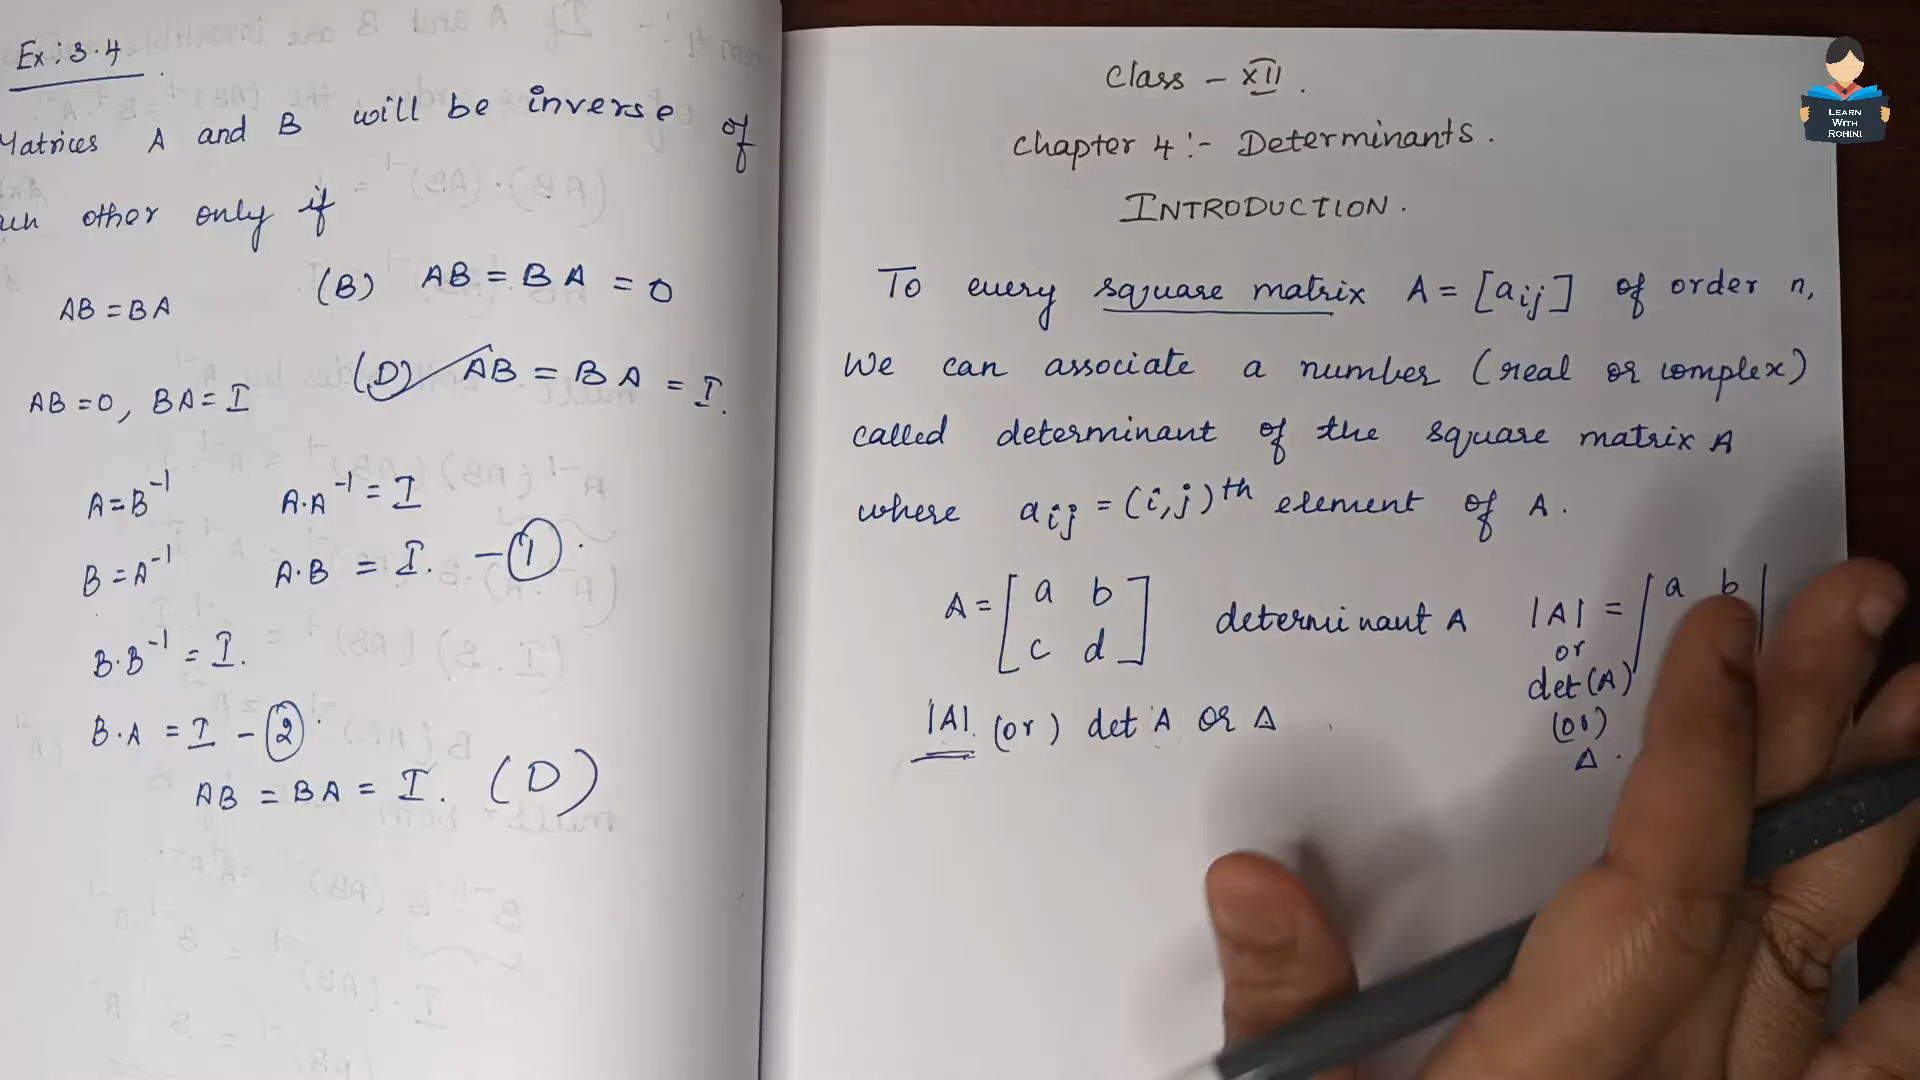 Ex: 3.4
Matrices A and B will be inverse of
other only if
AB = BA
(B) AB = BA = 0
AB = 0, BA = I
(D) AB = BA = I.
A = B⁻¹
A.A⁻¹ = I
B = A⁻¹
A.B = I. - ①
B.B⁻¹ = I.
B.A = I - ②
AB = BA = I. (D)
Class - XII.
Chapter 4 :- Determinants.
INTRODUCTION.
To every square matrix A = [aij] of order n,
We can associate a number (real or complex)
called determinant of the square matrix A
where aij = (i,j)th element of A.
A = [a b
c d]
determinant A
|A| = |a b|
or
det(A)
(or)
Δ.
|A|. (or) det A or Δ
LEARN
WITH
ROHINI